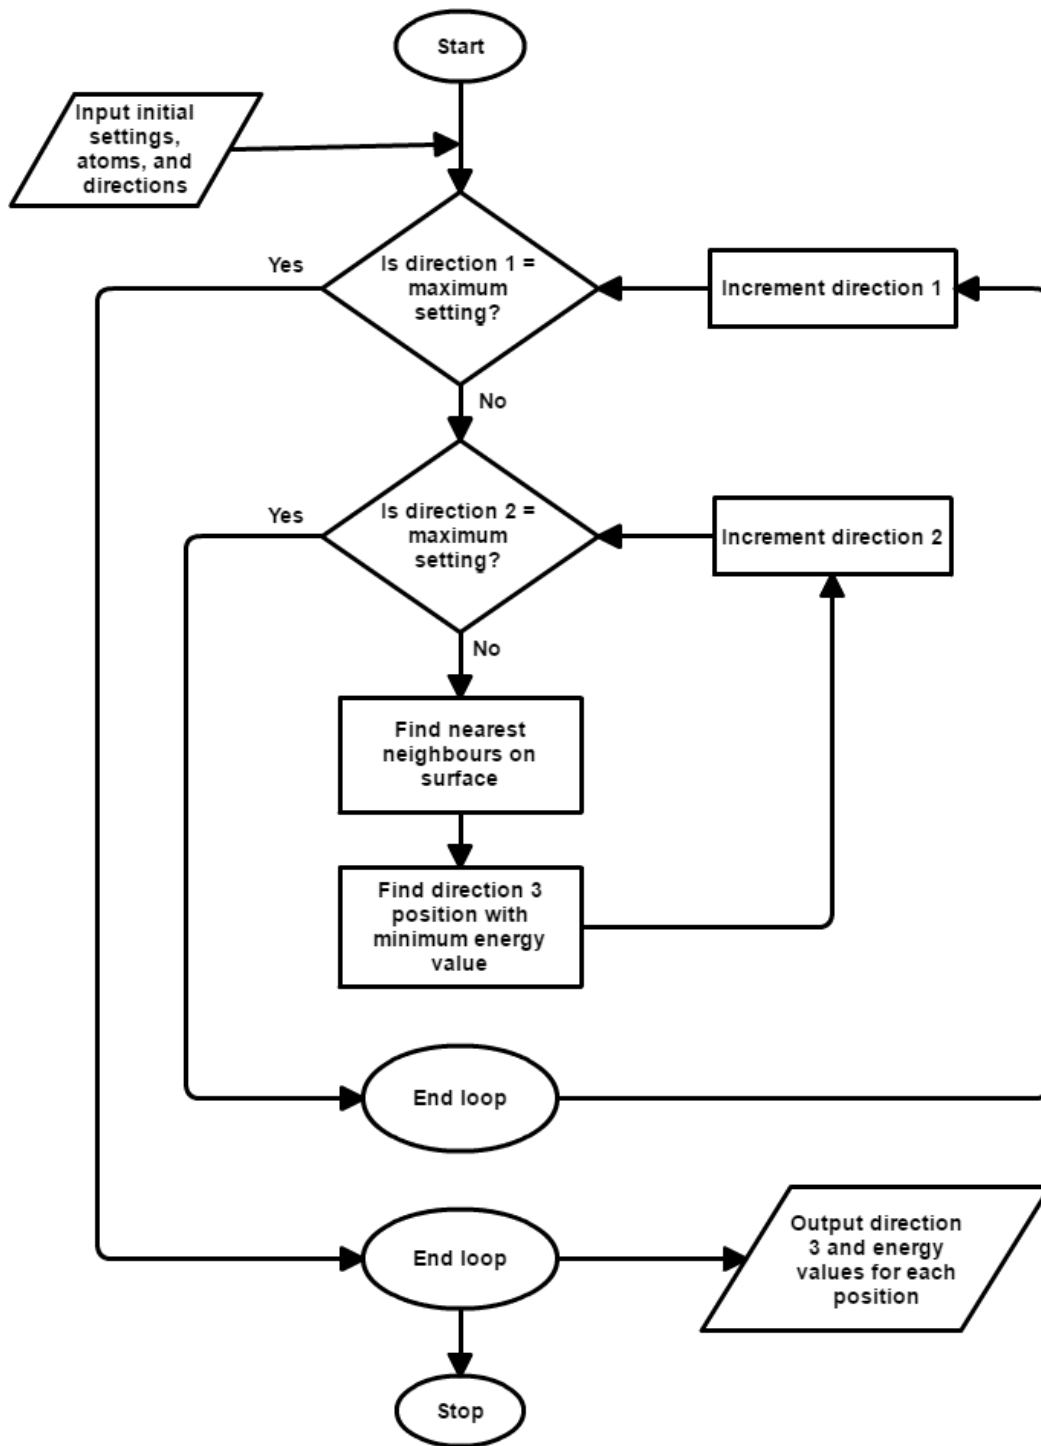 Start
Input initial
settings,
atoms, and
directions
Yes
Is direction 1 =
maximum
setting?
Increment direction 1
No
Yes
Is direction 2 =
maximum
setting?
Increment direction 2
No
Find nearest
neighbours on
surface
Find direction 3
position with
minimum energy
value
End loop
End loop
Output direction
3 and energy
values for each
position
Stop